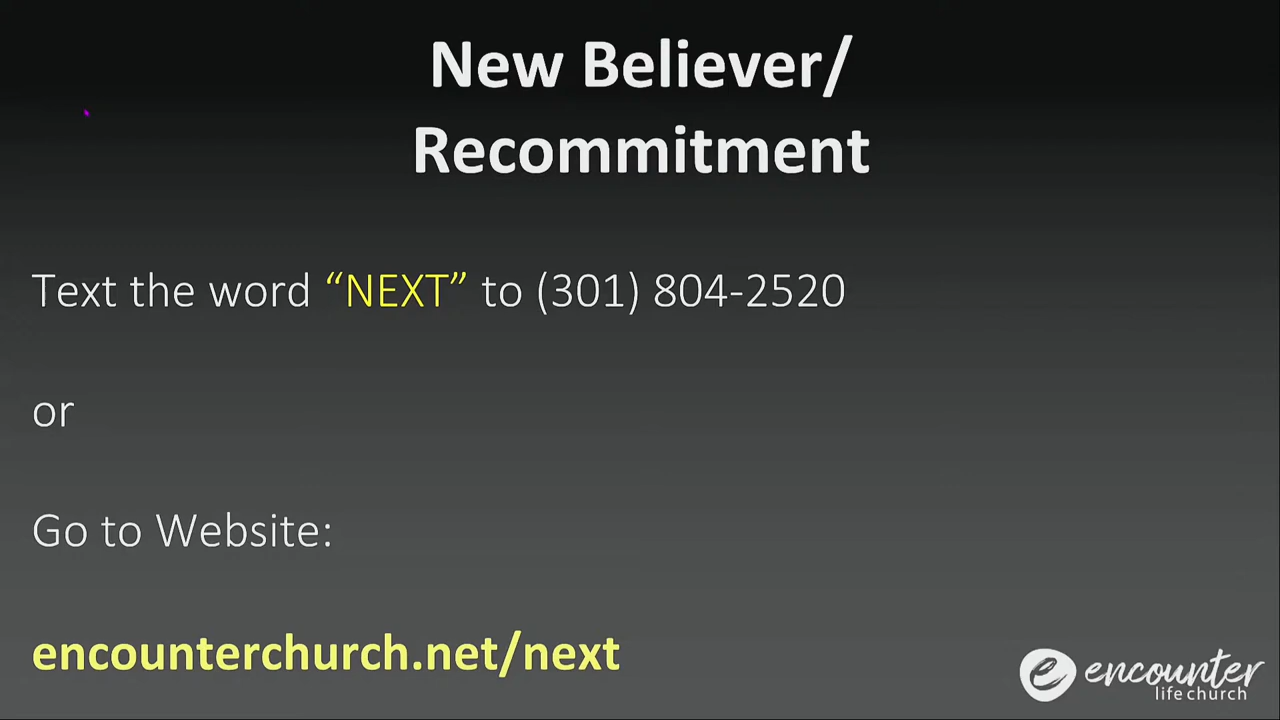 New Believer/
Recommitment
Text the word “NEXT” to (301) 804-2520
or
Go to Website:
encounterchurch.net/next
encounter
life church